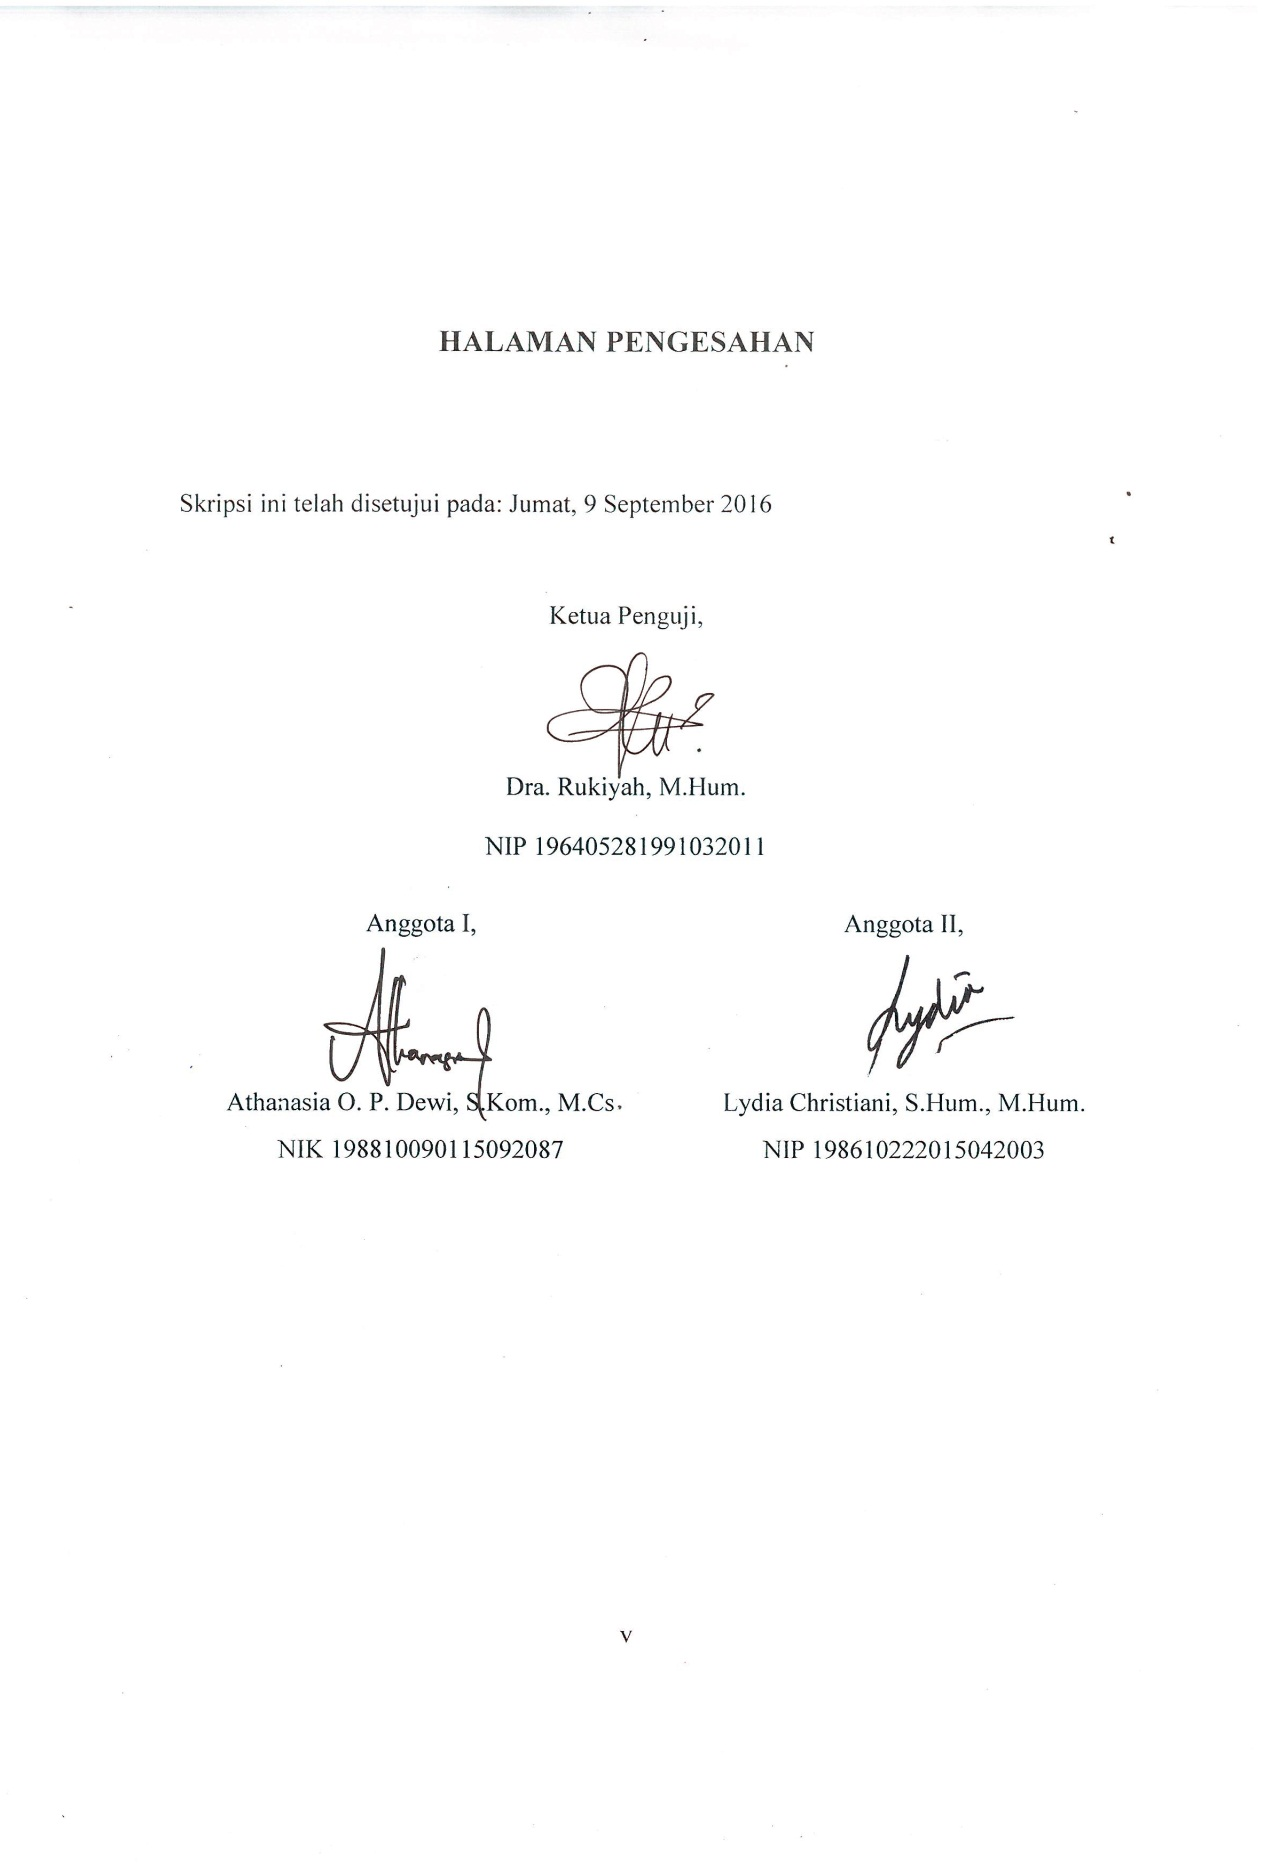 HALAMAN PENGESAHAN
Skripsi ini telah disetujui pada: Jumat, 9 September 2016
Ketua Penguji,
Dra. Rukiyah, M.Hum.
NIP 196405281991032011
Anggota I,
Anggota II,
Lydia
Athanasia O. P. Dewi, S.Kom., M.Cs.
Lydia Christiani, S.Hum., M.Hum.
NIK 198810090115092087
NIP 198610222015042003
v